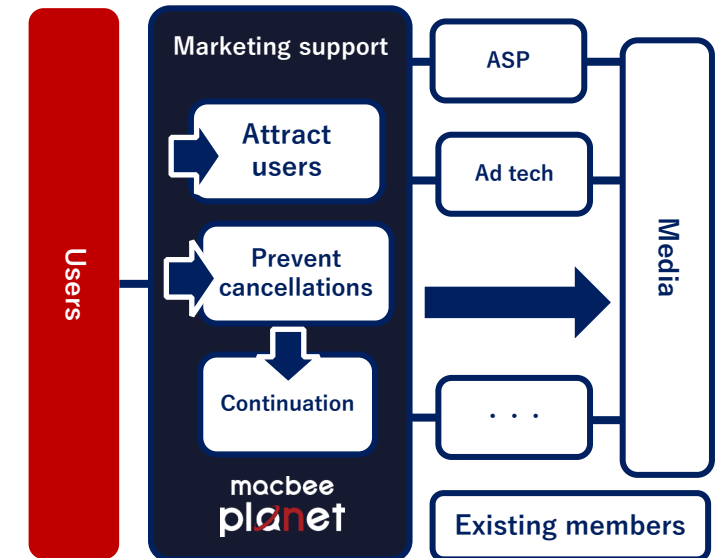 Users
Marketing support
Attract
users
Prevent
cancellations
Continuation
macbee
planet
ASP
Ad tech
. . .
Media
Existing members